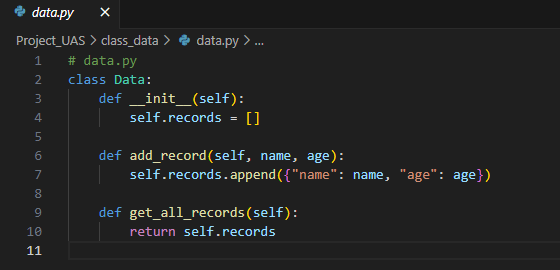 data.py
Project_UAS > class_data > data.py > ...
1 # data.py
2 class Data:
3     def __init__(self):
4         self.records = []
5
6     def add_record(self, name, age):
7         self.records.append({"name": name, "age": age})
8
9     def get_all_records(self):
10         return self.records
11